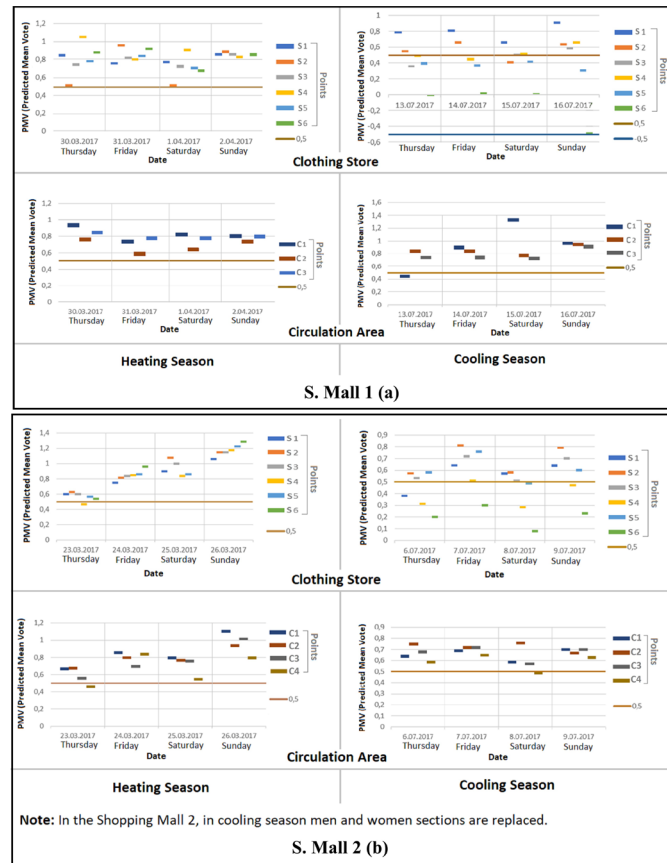 PMV (Predicted Mean Vote)
1,2
1
0,8
0,6
0,4
0,2
0
30.03.2017
Thursday
31.03.2017
Friday
1.04.2017
Saturday
2.04.2017
Sunday
Date
S 1
S 2
S 3
S 4
S 5
S 6
0,5
Points
PMV (Predicted Mean Vote)
1
0,8
0,6
0,4
0,2
0
-0,2
-0,4
-0,6
13.07.2017
Thursday
14.07.2017
Friday
15.07.2017
Saturday
16.07.2017
Sunday
Date
S 1
S 2
S 3
S 4
S 5
S 6
0,5
0,5
Points
Clothing Store
PMV (Predicted Mean Vote)
1,2
1
0,8
0,6
0,4
0,2
0
30.03.2017
Thursday
31.03.2017
Friday
1.04.2017
Saturday
2.04.2017
Sunday
Date
C1
C2
C3
0,5
Points
PMV (Predicted Mean Vote)
1,6
1,4
1,2
1
0,8
0,6
0,4
0,2
0
13.07.2017
Thursday
14.07.2017
Friday
15.07.2017
Saturday
16.07.2017
Sunday
Date
C1
C2
C3
0,5
Points
Circulation Area
Heating Season
Cooling Season
S. Mall 1 (a)
PMV (Predicted Mean Vote)
1,4
1,2
1
0,8
0,6
0,4
0,2
0
23.03.2017
Thursday
24.03.2017
Friday
25.03.2017
Saturday
26.03.2017
Sunday
Date
S 1
S 2
S 3
S 4
S 5
S 6
0,5
Points
PMV (Predicted Mean Vote)
0,9
0,8
0,7
0,6
0,5
0,4
0,3
0,2
0,1
0
6.07.2017
Thursday
7.07.2017
Friday
8.07.2017
Saturday
9.07.2017
Sunday
Date
S 1
S 2
S 3
S 4
S 5
S 6
0,5
Points
Clothing Store
PMV (Predicted Mean Vote)
1,2
1
0,8
0,6
0,4
0,2
0
23.03.2017
Thursday
24.03.2017
Friday
25.03.2017
Saturday
26.03.2017
Sunday
Date
C1
C2
C3
C4
0,5
Points
PMV (Predicted Mean Vote)
0,9
0,8
0,7
0,6
0,5
0,4
0,3
0,2
0,1
0
6.07.2017
Thursday
7.07.2017
Friday
8.07.2017
Saturday
9.07.2017
Sunday
Date
C1
C2
C3
C4
0,5
Points
Circulation Area
Heating Season
Cooling Season
Note: In the Shopping Mall 2, in cooling season men and women sections are replaced.
S. Mall 2 (b)